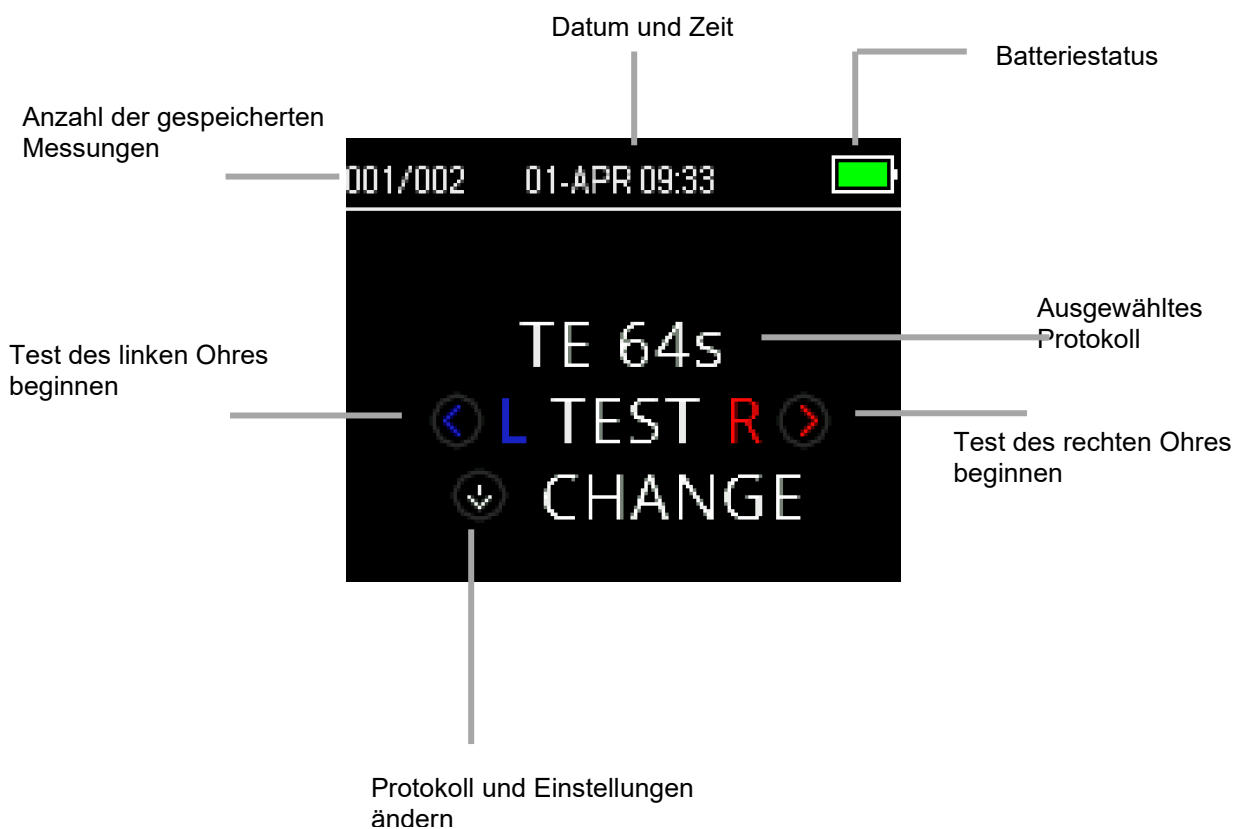 Datum und Zeit
Batteriestatus
Anzahl der gespeicherten
Messungen
001/002 01-APR 09:33
Ausgewähltes
Protokoll
TE 64s
Test des linken Ohres
beginnen
L TEST R
Test des rechten Ohres
beginnen
CHANGE
Protokoll und Einstellungen
ändern